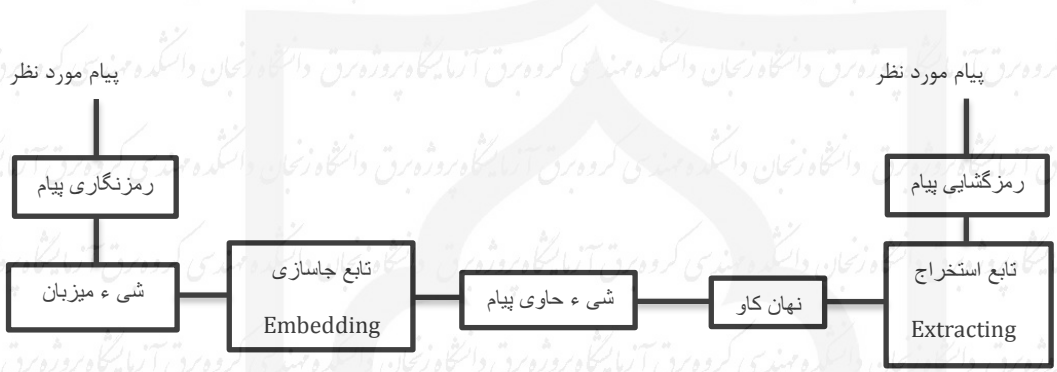 پیام مورد نظر
پیام مورد نظر
رمزنگاری پیام
رمزگشایی پیام
شی ء میزبان
تابع جاسازی
Embedding
شی ء حاوی پیام
نهان کاو
تابع استخراج
Extracting